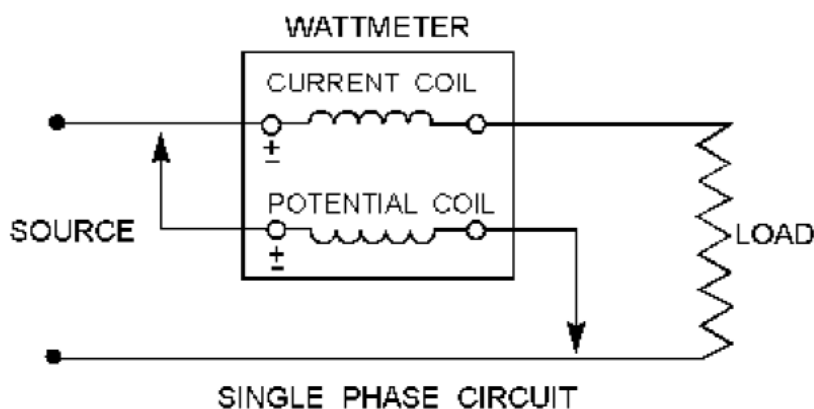 WATTMETER
CURRENT COIL
±
POTENTIAL COIL
SOURCE
±
LOAD
SINGLE PHASE CIRCUIT